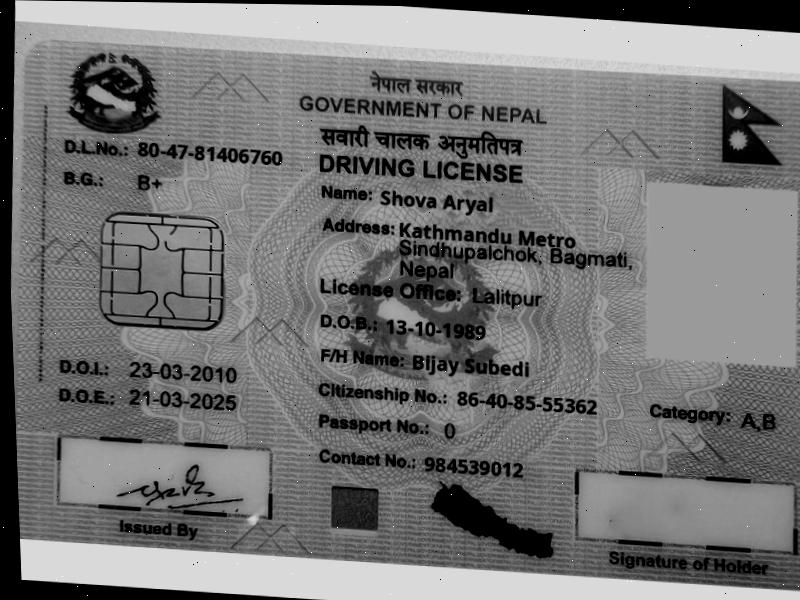 नेपाल सरकार
GOVERNMENT OF NEPAL
सवारी चालक अनुमतिपत्र
DRIVING LICENSE
D.L.No.: 80-47-81406760
B.G.: B+
Name: Shova Aryal
Address: Kathmandu Metro
Sindhupalchok, Bagmati,
Nepal
License Office: Lalitpur
D.O.B.: 13-10-1989
F/H Name: Bijay Subedi
D.O.I.: 23-03-2010
D.O.E.: 21-03-2025
Citizenship No.: 86-40-85-55362
Category: A,B
Passport No.: 0
Contact No.: 984539012
Issued By
Signature of Holder